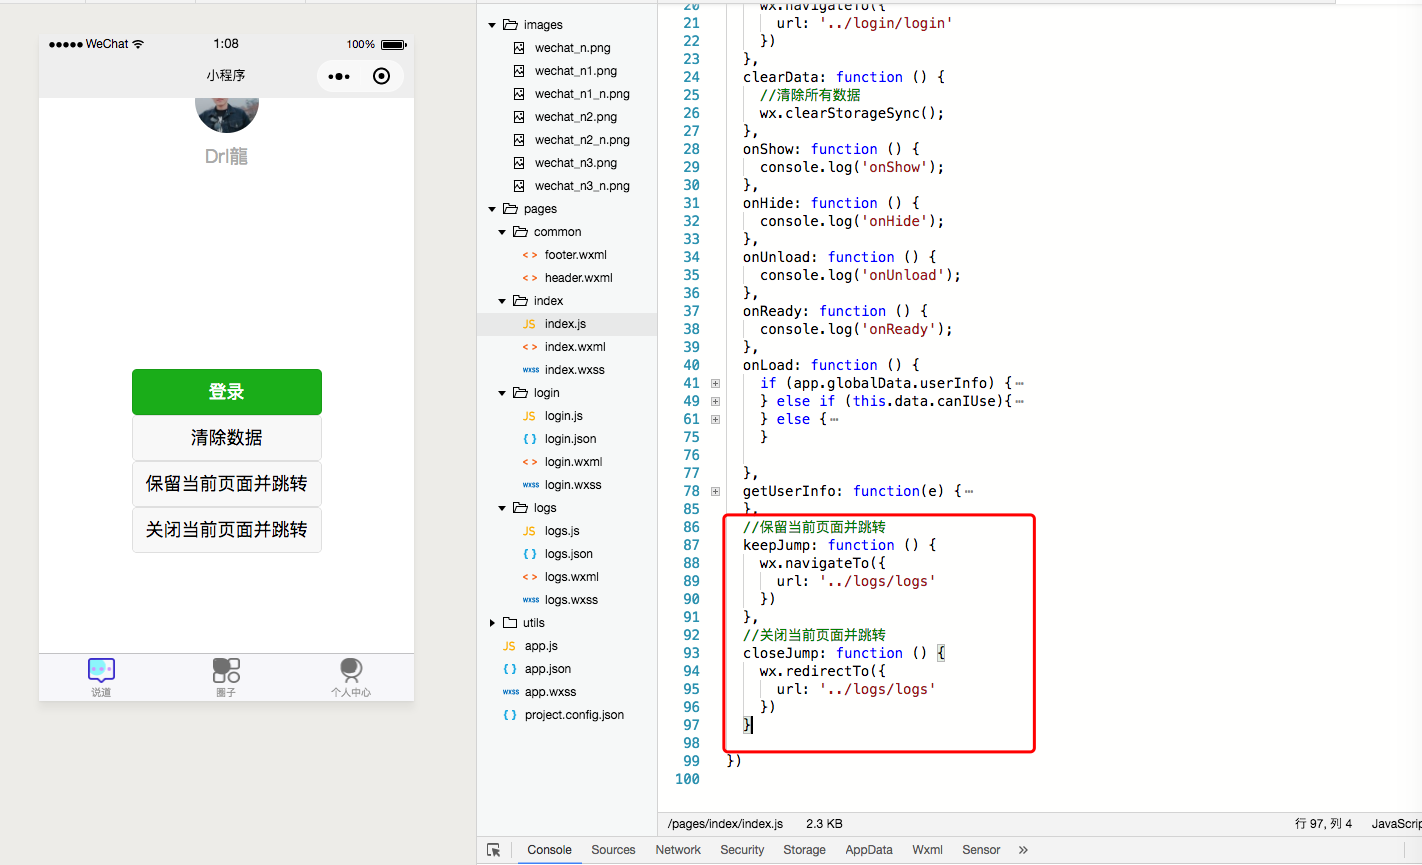 WeChat
1:08
100%
小程序
Drl龍
登录
清除数据
保留当前页面并跳转
关闭当前页面并跳转
说道
圈子
个人中心
images
wechat_n.png
wechat_n1.png
wechat_n1_n.png
wechat_n2.png
wechat_n2_n.png
wechat_n3.png
wechat_n3_n.png
pages
common
<> footer.wxml
<> header.wxml
index
JS index.js
<> index.wxml
wxss index.wxss
login
JS login.js
{} login.json
<> login.wxml
wxss login.wxss
logs
JS logs.js
{} logs.json
<> logs.wxml
wxss logs.wxss
utils
JS app.js
{} app.json
wxss app.wxss
{} project.config.json
20 wx.navigateTo({
21 url: '../login/login'
22 })
23 },
24 clearData: function () {
25 //清除所有数据
26 wx.clearStorageSync();
27 },
28 onShow: function () {
29 console.log('onShow');
30 },
31 onHide: function () {
32 console.log('onHide');
33 },
34 onUnload: function () {
35 console.log('onUnload');
36 },
37 onReady: function () {
38 console.log('onReady');
39 },
40 onLoad: function () {
41 if (app.globalData.userInfo) {⋯
49 } else if (this.data.canIUse){⋯
61 } else {⋯
75 }
76
77 },
78 getUserInfo: function(e) {⋯
85 },
86 //保留当前页面并跳转
87 keepJump: function () {
88 wx.navigateTo({
89 url: '../logs/logs'
90 })
91 },
92 //关闭当前页面并跳转
93 closeJump: function () {
94 wx.redirectTo({
95 url: '../logs/logs'
96 })
97 }
98
99 })
100
/pages/index/index.js 2.3 KB 行 97, 列 4 JavaScrip
Console Sources Network Security Storage AppData Wxml Sensor »